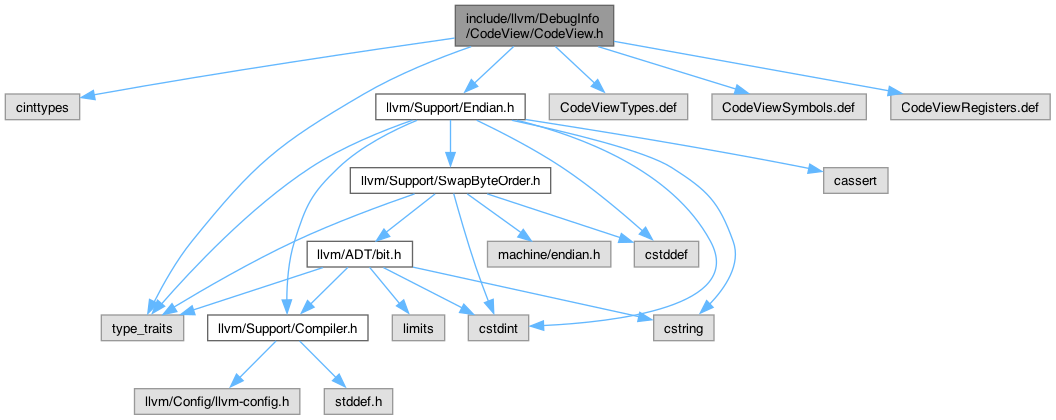 include/llvm/DebugInfo
/CodeView/CodeView.h
cinttypes
llvm/Support/Endian.h
CodeViewTypes.def
CodeViewSymbols.def
CodeViewRegisters.def
llvm/Support/SwapByteOrder.h
cassert
llvm/ADT/bit.h
machine/endian.h
cstddef
type_traits
llvm/Support/Compiler.h
limits
cstdint
cstring
llvm/Config/llvm-config.h
stddef.h